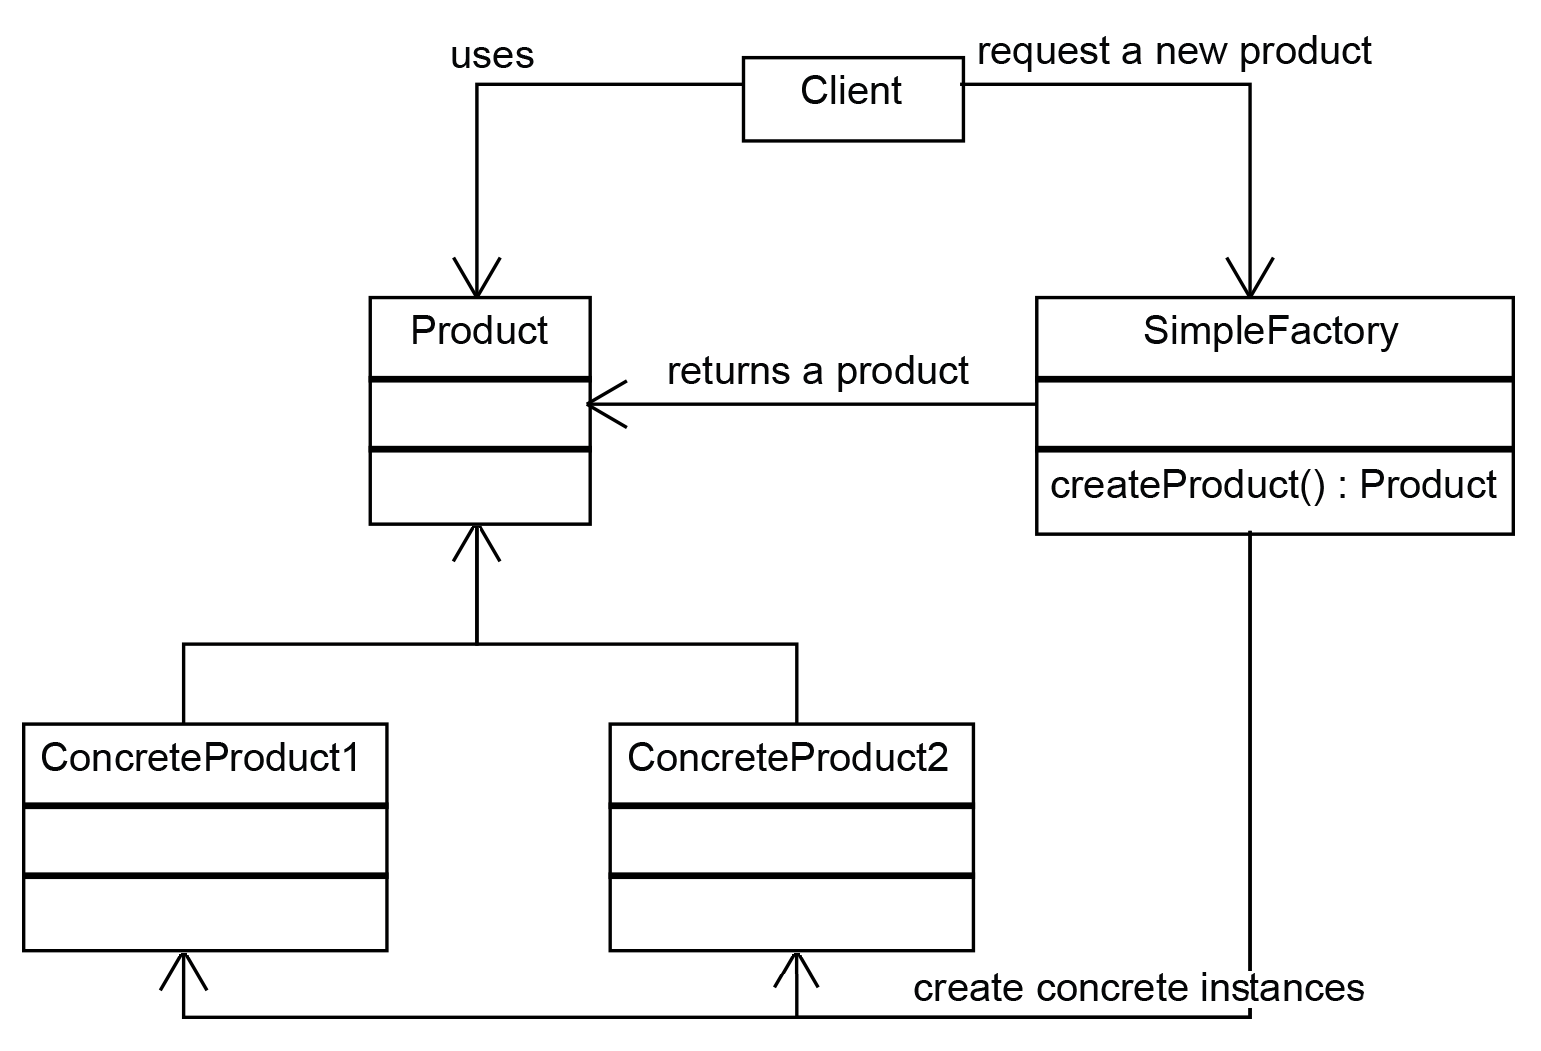 uses
Client
request a new product
Product
returns a product
SimpleFactory
createProduct() : Product
ConcreteProduct1
ConcreteProduct2
create concrete instances